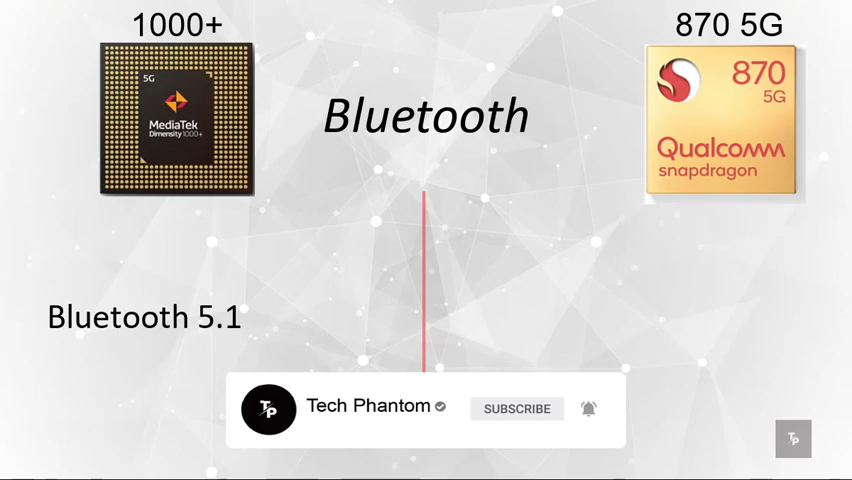 1000+
870 5G
5G
MediaTek
Dimensity 1000+
870
5G
Qualcomm
snapdragon
Bluetooth
Bluetooth 5.1
TP
Tech Phantom
SUBSCRIBE
TP